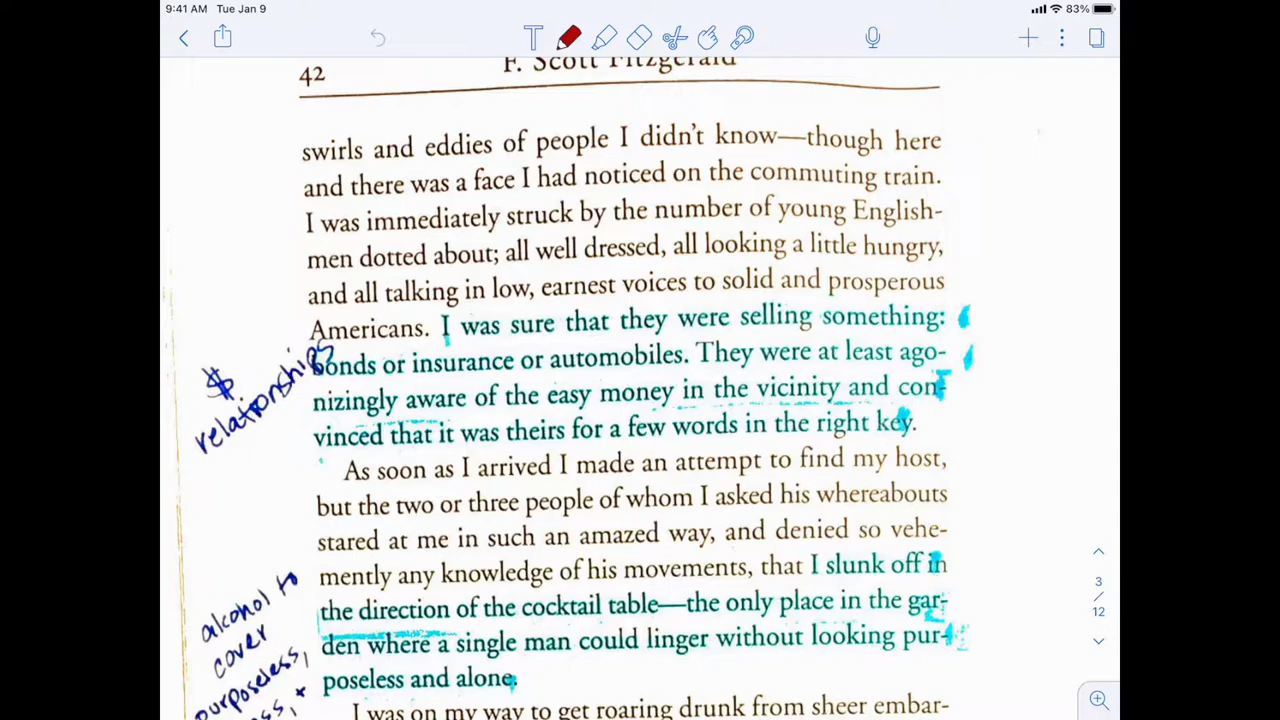 9:41 AM Tue Jan 9
83%
T
42
F. Scott Fitzgerald
swirls and eddies of people I didn't know—though here
and there was a face I had noticed on the commuting train.
I was immediately struck by the number of young English-
men dotted about; all well dressed, all looking a little hungry,
and all talking in low, earnest voices to solid and prosperous
Americans. I was sure that they were selling something:
bonds or insurance or automobiles. They were at least ago-
nizingly aware of the easy money in the vicinity and con-
vinced that it was theirs for a few words in the right key.
$
relationships
As soon as I arrived I made an attempt to find my host,
but the two or three people of whom I asked his whereabouts
stared at me in such an amazed way, and denied so vehe-
mently any knowledge of his movements, that I slunk off in
the direction of the cocktail table—the only place in the gar-
den where a single man could linger without looking pur-
poseless and alone.
alcohol to
cover
purposeless,
I was on my way to get roaring drunk from sheer embar-
3
/
12